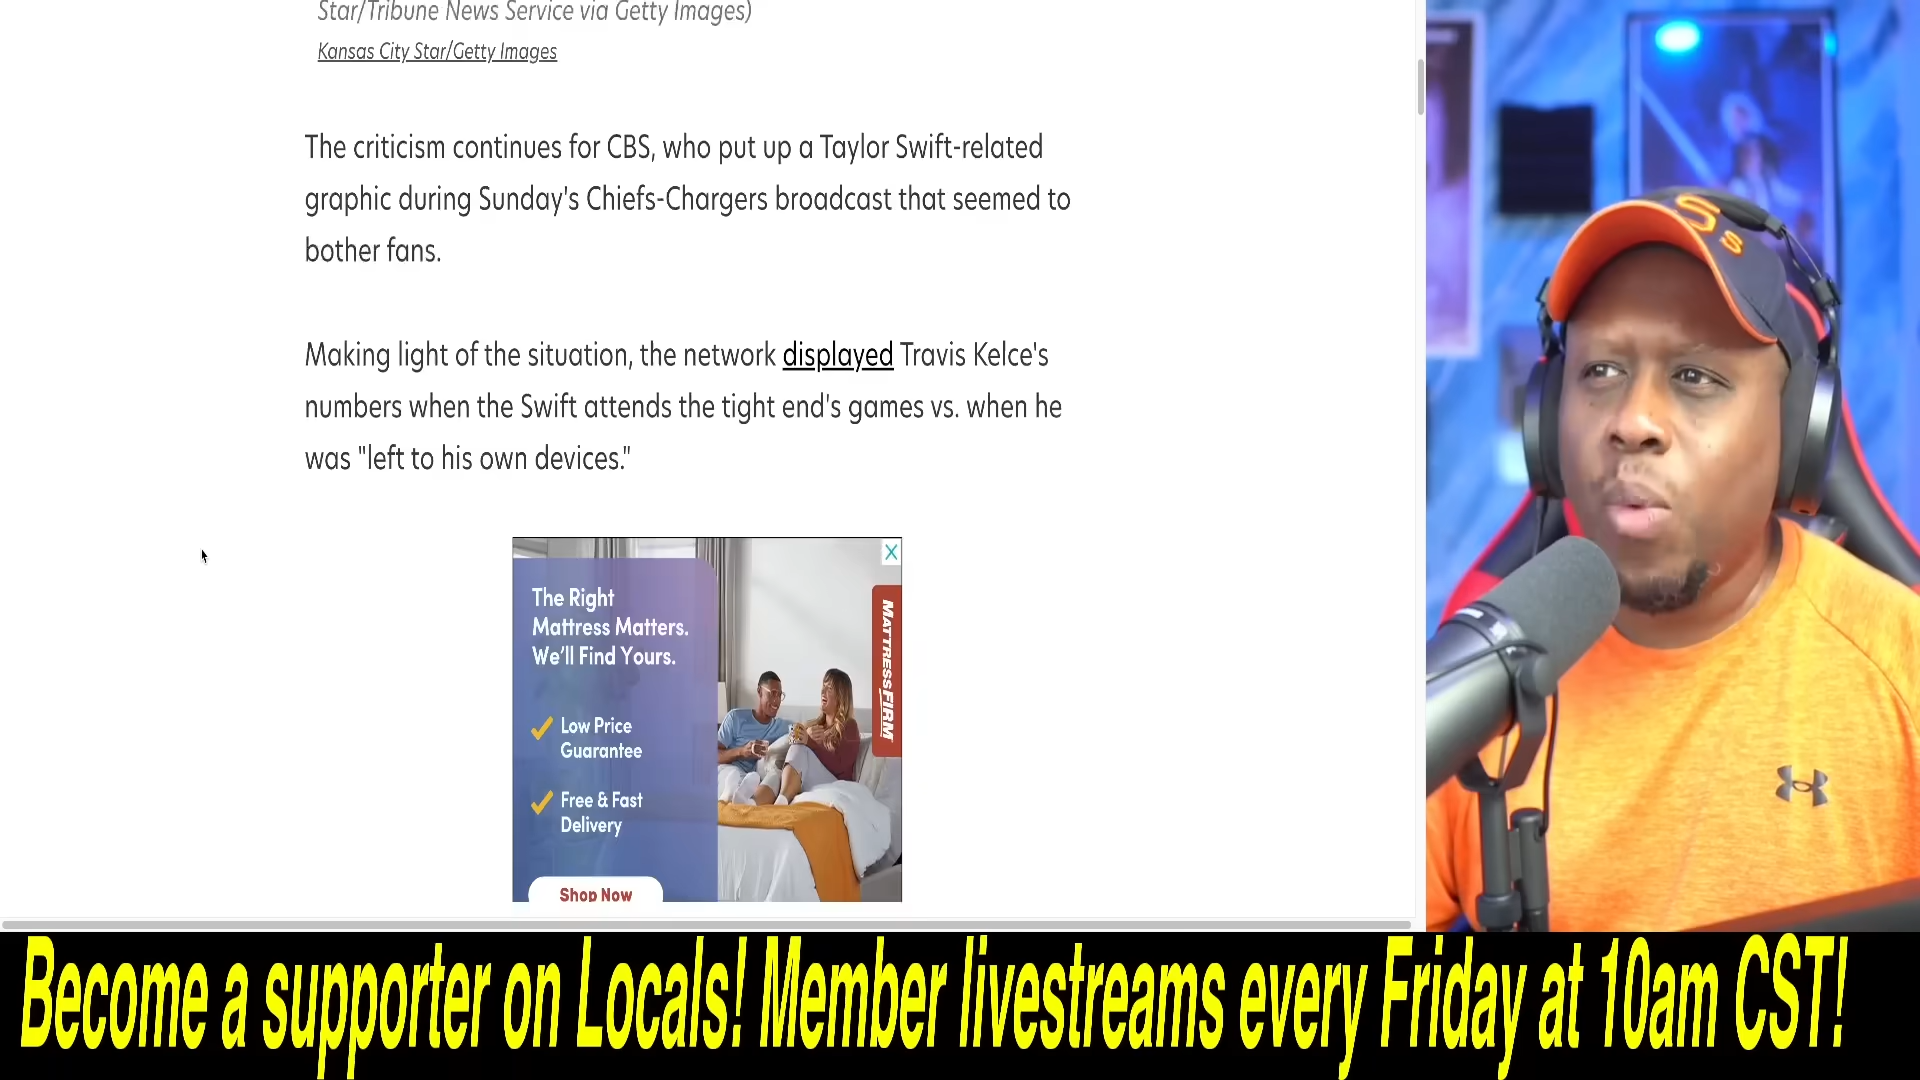 Star/Tribune News Service via Getty Images)
Kansas City Star/Getty Images
The criticism continues for CBS, who put up a Taylor Swift-related
graphic during Sunday's Chiefs-Chargers broadcast that seemed to
bother fans.
Making light of the situation, the network displayed Travis Kelce's
numbers when the Swift attends the tight end's games vs. when he
was "left to his own devices."
The Right
Mattress Matters.
We'll Find Yours.
Low Price
Guarantee
Free & Fast
Delivery
Shop Now
MATTRESSFIRM
S
S
Become a supporter on Locals! Member livestreams every Friday at 10am CST!